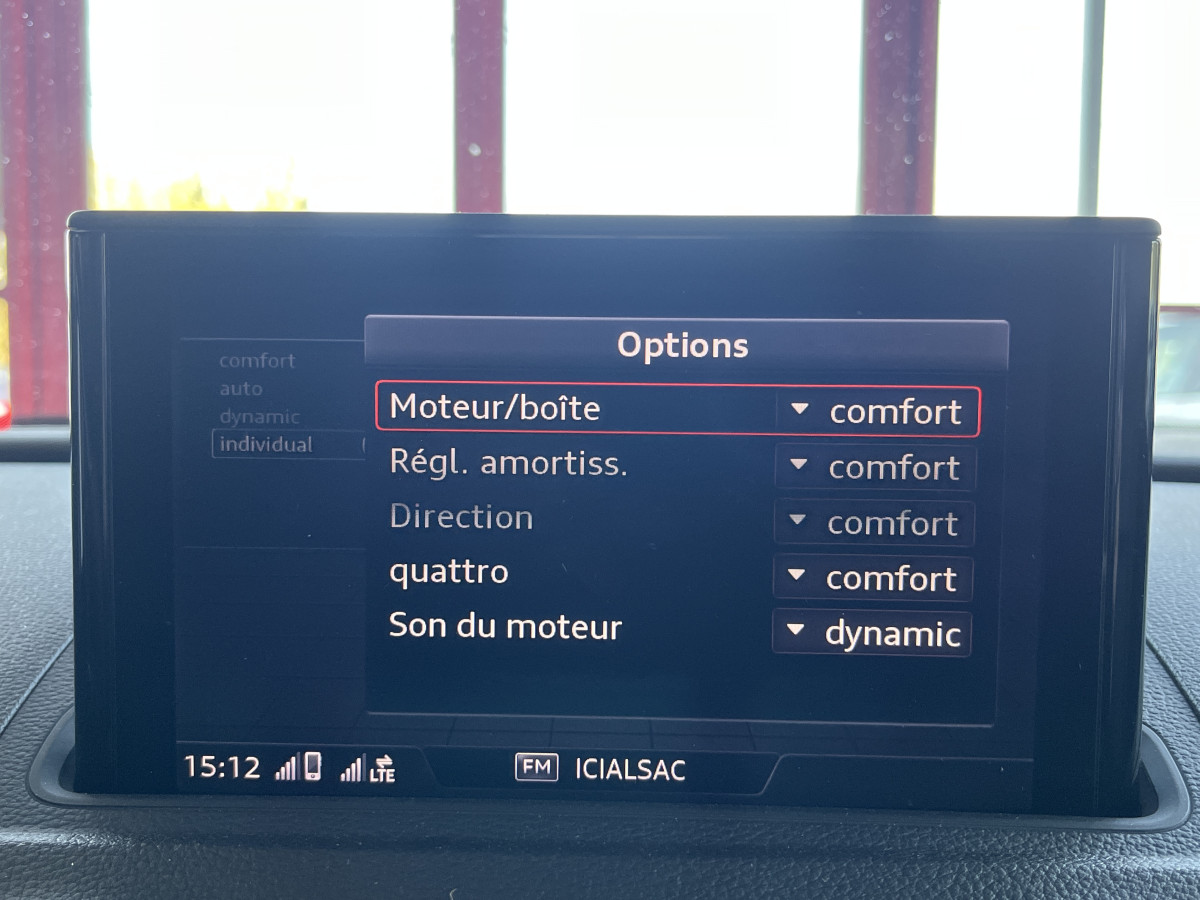 Options
comfort
auto
dynamic
individual
Moteur/boîte comfort
Régl. amortiss. comfort
Direction comfort
quattro comfort
Son du moteur dynamic
15:12 LTE FM ICIALSAC